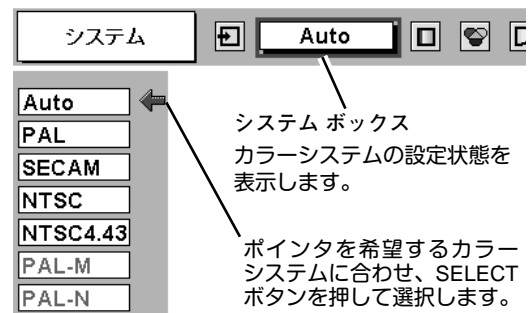 システム
Auto
Auto
PAL
SECAM
NTSC
NTSC4.43
PAL-M
PAL-N
システム ボックス
カラーシステムの設定状態を
表示します。
ポインタを希望するカラー
システムに合わせ、SELECT
ボタンを押して選択します。